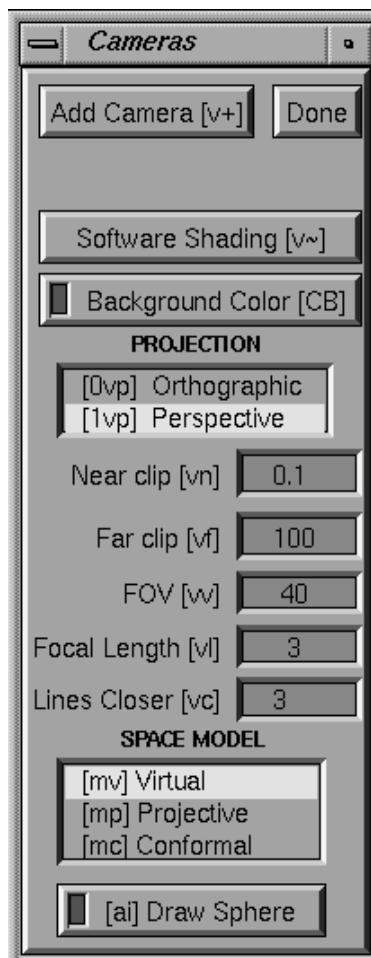 Cameras
Add Camera [v+] Done
Software Shading [v~]
Background Color [CB]
PROJECTION
[0vp] Orthographic
[1vp] Perspective
Near clip [vn] 0.1
Far clip [vf] 100
FOV [vv] 40
Focal Length [vl] 3
Lines Closer [vc] 3
SPACE MODEL
[mv] Virtual
[mp] Projective
[mc] Conformal
[ai] Draw Sphere